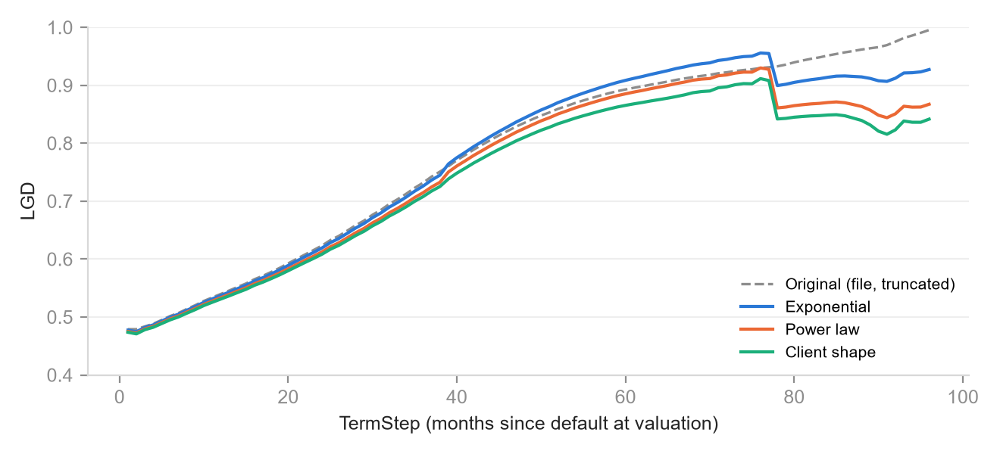 1.0
0.9
0.8
0.7
0.6
0.5
0.4
LGD
0
20
40
60
80
100
TermStep (months since default at valuation)
Original (file, truncated)
Exponential
Power law
Client shape